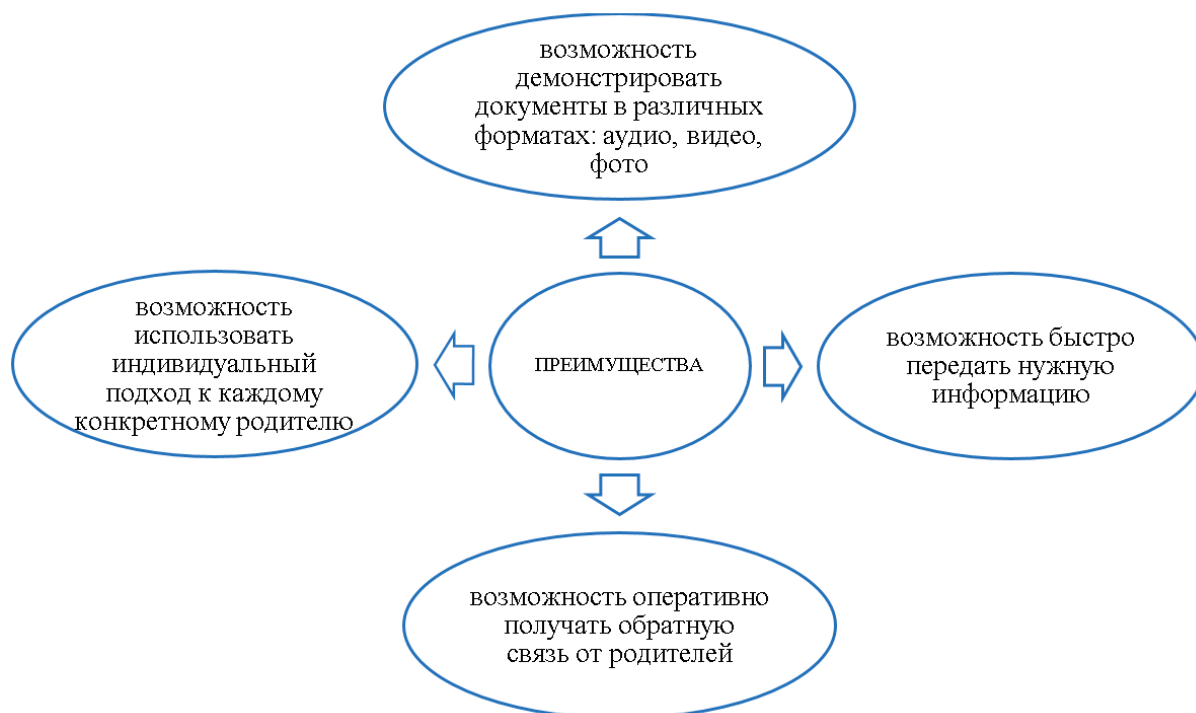 возможность
демонстрировать
документы в различных
форматах: аудио, видео,
фото
возможность
использовать
индивидуальный
подход к каждому
конкретному родителю
ПРЕИМУЩЕСТВА
возможность быстро
передать нужную
информацию
возможность оперативно
получать обратную
связь от родителей